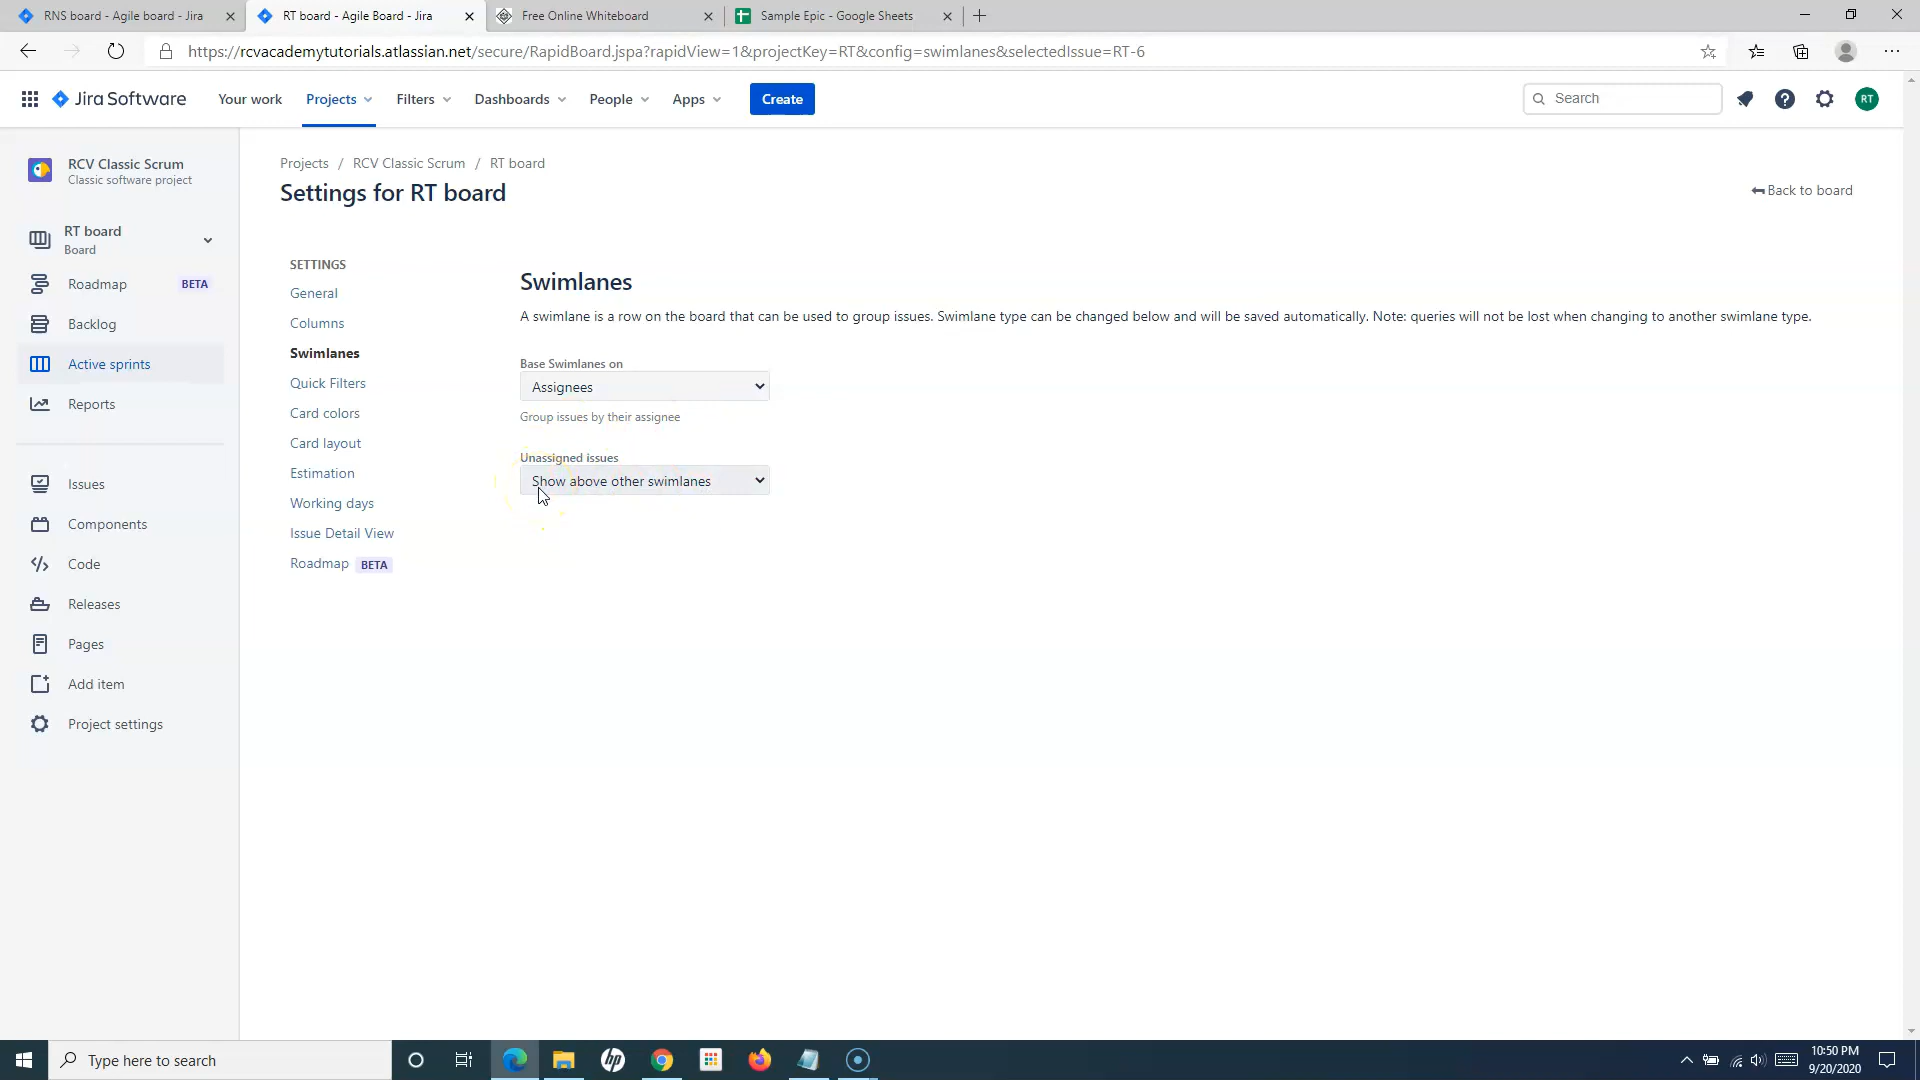 RNS board - Agile board - Jira
RT board - Agile Board - Jira
Free Online Whiteboard
Sample Epic - Google Sheets
https://rcvacademytutorials.atlassian.net/secure/RapidBoard.jspa?rapidView=1&projectKey=RT&config=swimlanes&selectedIssue=RT-6
Jira Software
Your work
Projects
Filters
Dashboards
People
Apps
Create
Search
RT
RCV Classic Scrum
Classic software project
RT board
Board
Roadmap BETA
Backlog
Active sprints
Reports
Issues
Components
Code
Releases
Pages
Add item
Project settings
Projects / RCV Classic Scrum / RT board
Settings for RT board
Back to board
SETTINGS
General
Columns
Swimlanes
Quick Filters
Card colors
Card layout
Estimation
Working days
Issue Detail View
Roadmap BETA
Swimlanes
A swimlane is a row on the board that can be used to group issues. Swimlane type can be changed below and will be saved automatically. Note: queries will not be lost when changing to another swimlane type.
Base Swimlanes on
Assignees
Group issues by their assignee
Unassigned issues
Show above other swimlanes
Type here to search
hp
10:50 PM
9/20/2020